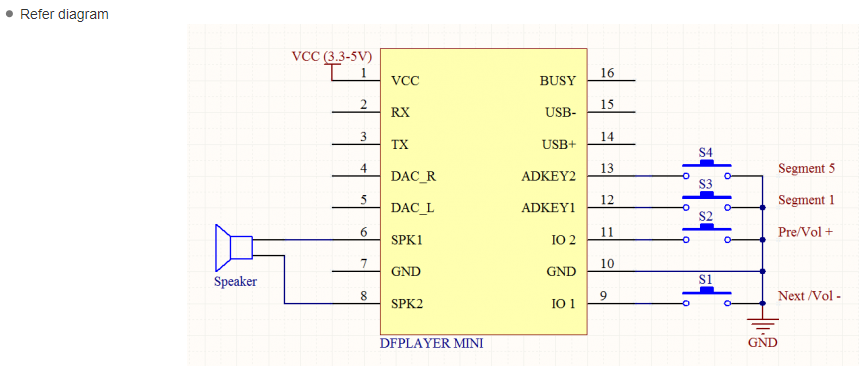 Refer diagram
VCC (3.3-5V)
1 VCC BUSY 16
2 RX USB- 15
3 TX USB+ 14
4 DAC_R ADKEY2 13 S4 Segment 5
5 DAC_L ADKEY1 12 S3 Segment 1
6 SPK1 IO 2 11 S2 Pre/Vol +
7 GND GND 10
8 SPK2 IO 1 9 S1 Next /Vol -
Speaker
DFPLAYER MINI
GND